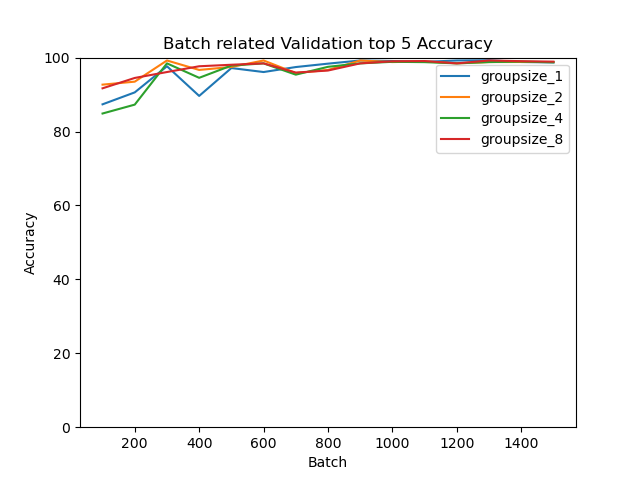 Batch related Validation top 5 Accuracy
100
80
60
40
20
0
Accuracy
groupsize_1
groupsize_2
groupsize_4
groupsize_8
200 400 600 800 1000 1200 1400
Batch